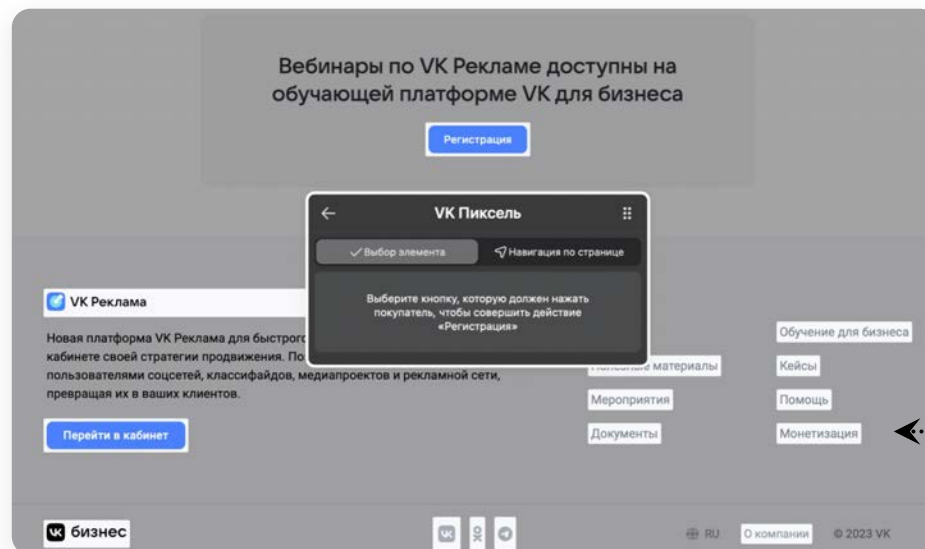 Вебинары по VK Рекламе доступны на
обучающей платформе VK для бизнеса
Регистрация
VK Пиксель
Выбор элемента
Навигация по странице
Выберите кнопку, которую должен нажать
покупатель, чтобы совершить действие
«Регистрация»
VK Реклама
Новая платформа VK Реклама для быстрого
кабинете своей стратегии продвижения. По
пользователями соцсетей, классифайдов, медиапроектов и рекламной сети,
превращая их в ваших клиентов.
Перейти в кабинет
Полезные материалы
Мероприятия
Документы
Обучение для бизнеса
Кейсы
Помощь
Монетизация
бизнес
RU
О компании
© 2023 VK